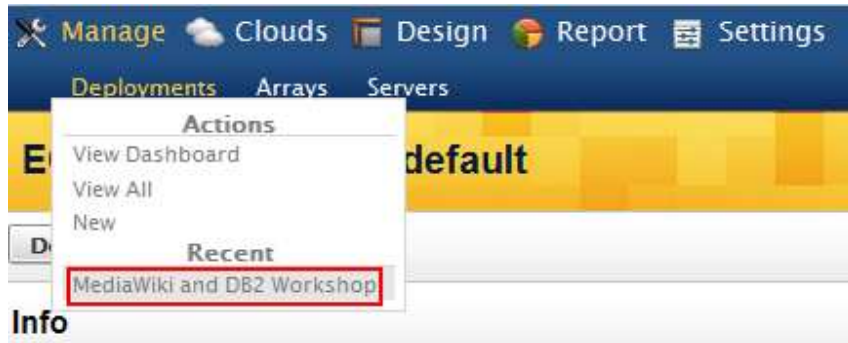 Manage Clouds Design Report Settings
Deployments Arrays Servers
Actions
View Dashboard
default
View All
New
Recent
MediaWiki and DB2 Workshop
Info